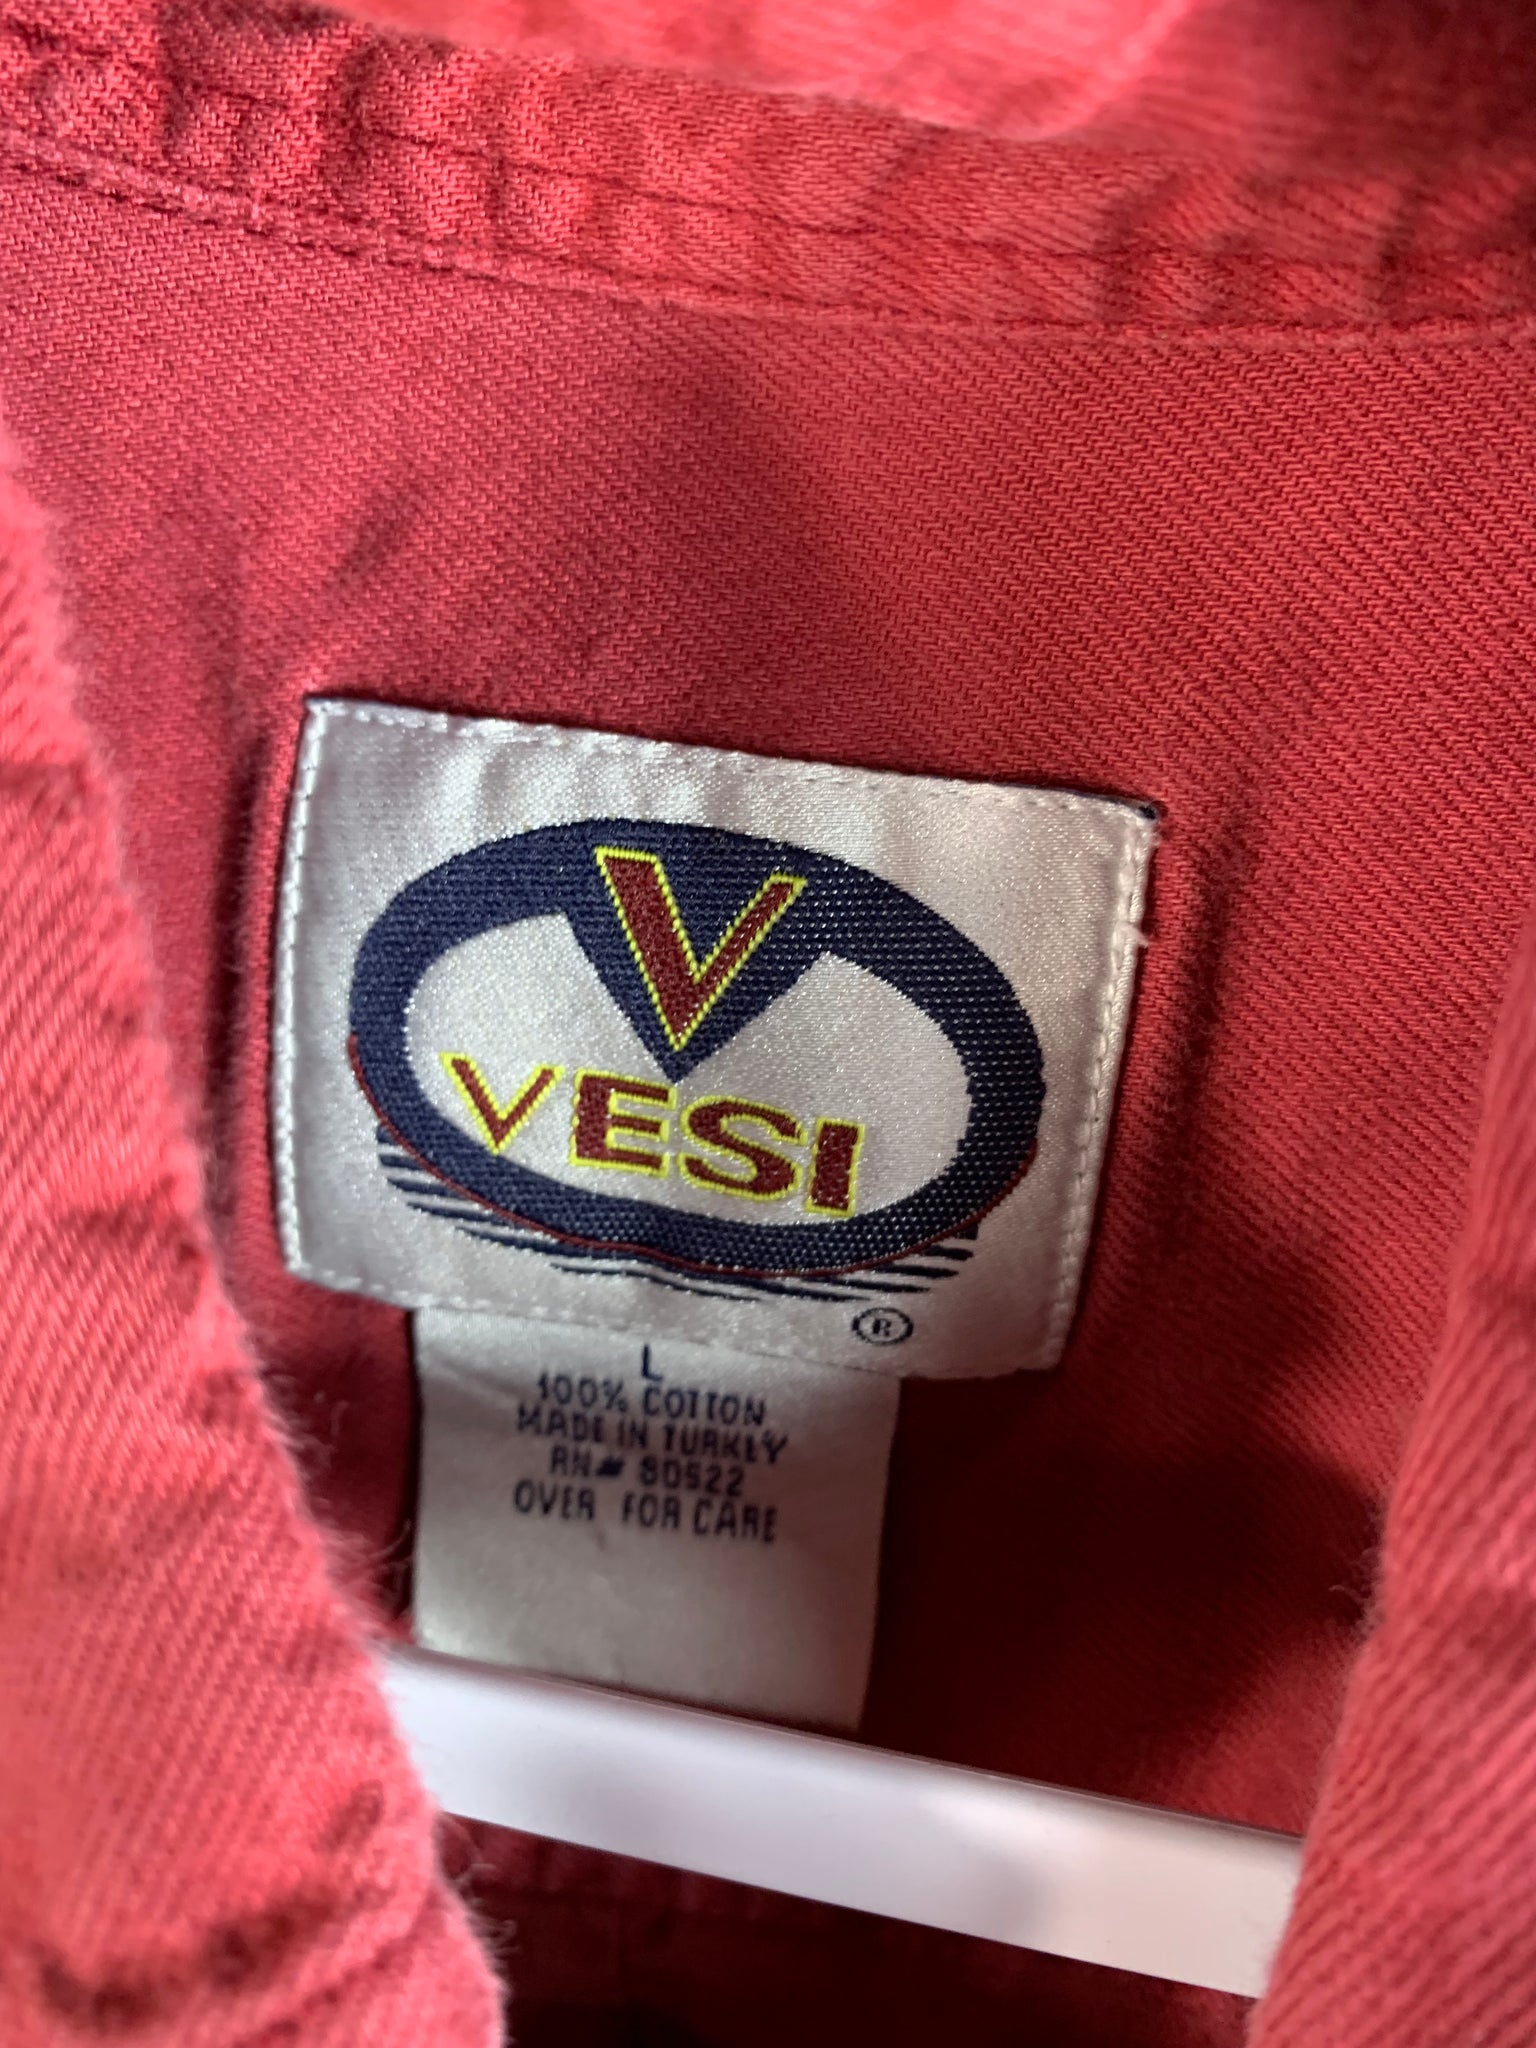 V
VESI
®
L
100% COTTON
MADE IN TURKEY
RN# 80522
OVER FOR CARE